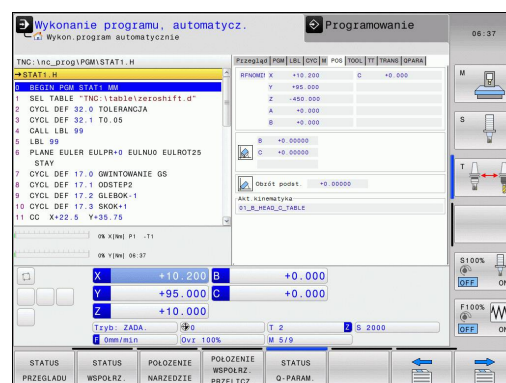 Wykonanie programu, automatycz.
Wykon.program automatycznie
Programowanie
06:37
TNC:\nc_prog\PGM\STAT1.H
→STAT1.H
0 BEGIN PGM STAT1 MM
1 SEL TABLE "TNC:\table\zeroshift.d"
2 CYCL DEF 32.0 TOLERANCJA
3 CYCL DEF 32.1 T0.05
4 CALL LBL 99
5 LBL 99
6 PLANE EULER EULPR+0 EULNU0 EULROT25
STAY
7 CYCL DEF 17.0 GWINTOWANIE GS
8 CYCL DEF 17.1 ODSTEP2
9 CYCL DEF 17.2 GLEBOK-1
10 CYCL DEF 17.3 SKOK+1
11 CC X+22.5 Y+35.75
0% X[Nm] P1 -T1
0% Y[Nm] 06:37
Przegląd PGM LBL CYC M POS TOOL TT TRANS QPARA
RFNOMI X +10.200 C +0.000
Y +95.000
Z -450.000
A +0.000
B +0.000
B +0.00000
C +0.00000
Obrót podst. +0.00000
Akt.kinematyka
01_B_HEAD_C_TABLE
X +10.200 B +0.000
Y +95.000 C +0.000
Z +10.000
Tryb: ZADA. 0 T 2 Z S 2000
F 0mm/min Ovr 100% M 5/9
M
S
T
S100%
OFF ON
F100%
OFF ON
STATUS
PRZEGLADU
STATUS
WSPOŁRZ.
POŁOZENIE
NARZEDZIE
POŁOZENIE
WSPOŁRZ.
PRZELICZ.
STATUS
Q-PARAM.